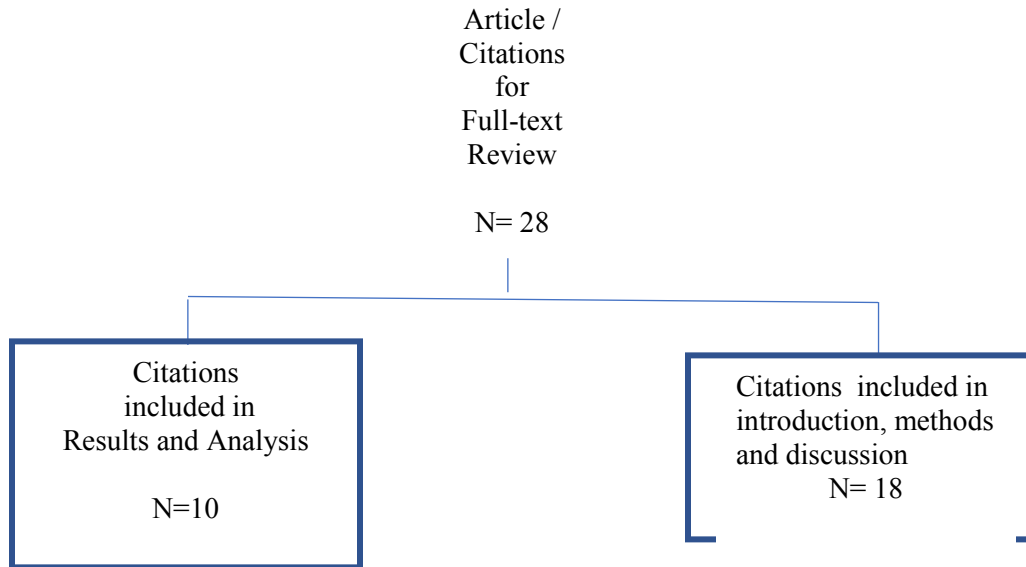 Article /
Citations
for
Full-text
Review
N= 28
Citations
included in
Results and Analysis
N=10
Citations  included in
introduction, methods
and discussion
N= 18